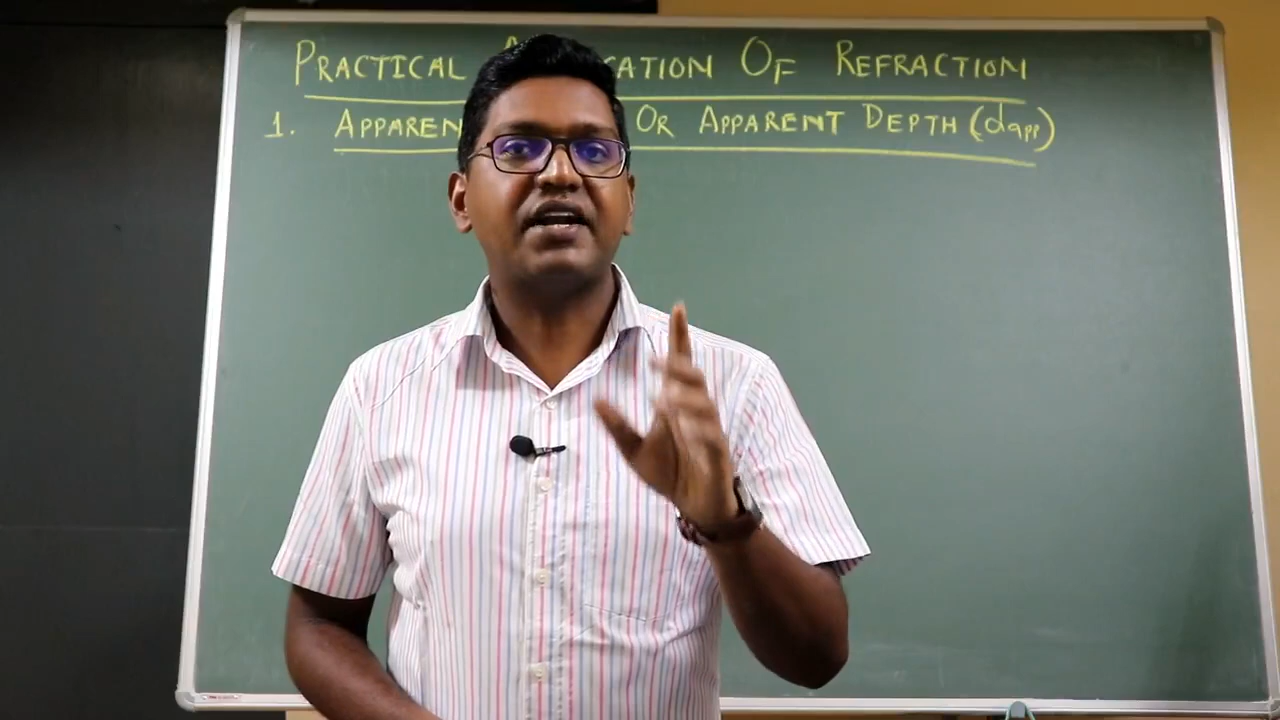 PRACTICAL A CATION OF REFRACTION
1. APPAREN OR APPARENT DEPTH (dapp)